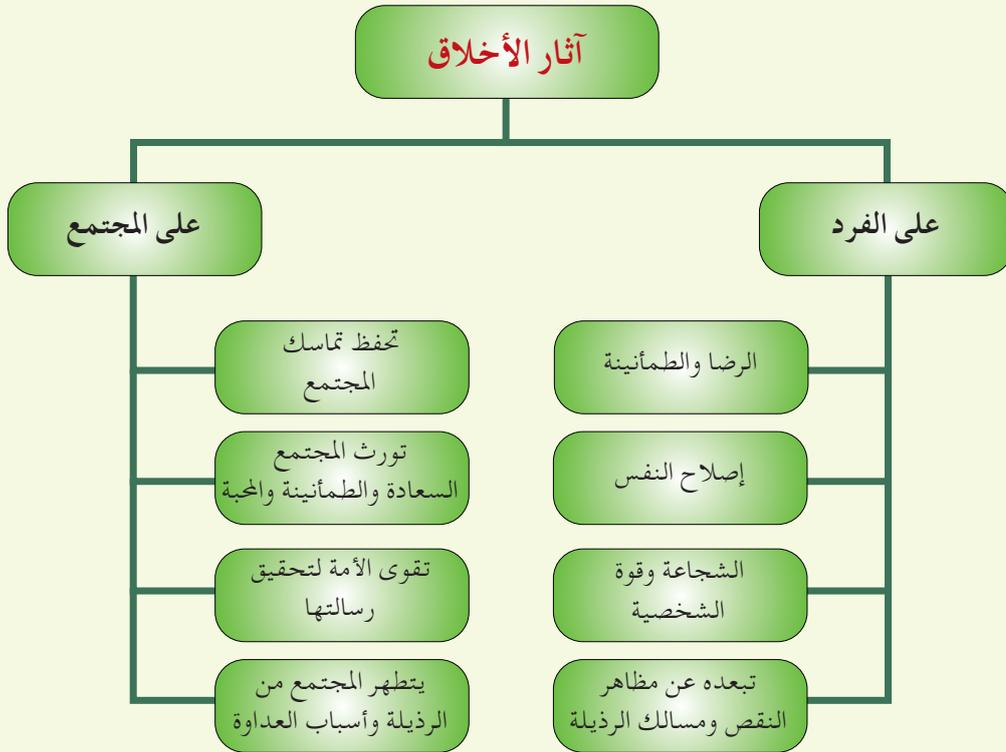 آثار الأخلاق
على الفرد
الرضا والطمأنينة
إصلاح النفس
الشجاعة وقوة
الشخصية
تبعده عن مظاهر
النقص ومسالك الرذيلة
على المجتمع
تحفظ تماسك
المجتمع
تورث المجتمع
السعادة والطمأنينة والمحبة
تقوى الأمة لتحقيق
رسالتها
يتطهر المجتمع من
الرذيلة وأسباب العداوة